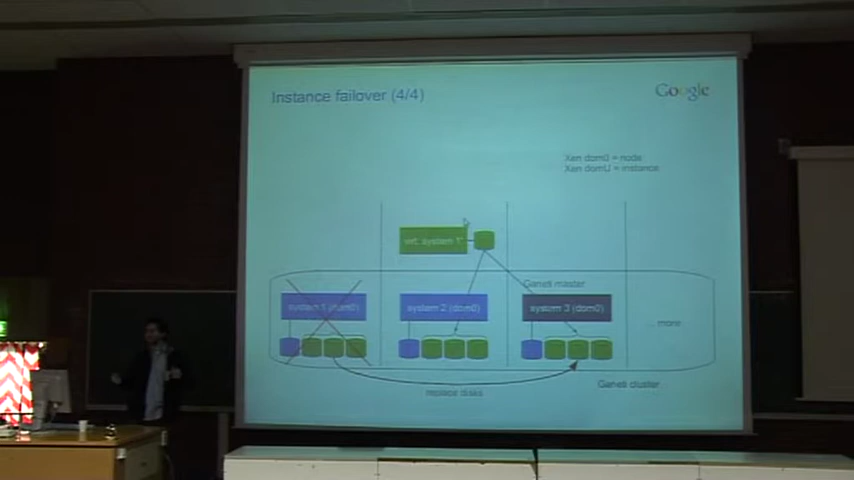 Instance failover (4/4)
Google
Xen dom0 = node
Xen domU = instance
virt. system 1
Ganeti master
system 1 (dom0)
system 2 (dom0)
system 3 (dom0)
... more
replace disks
Ganeti cluster